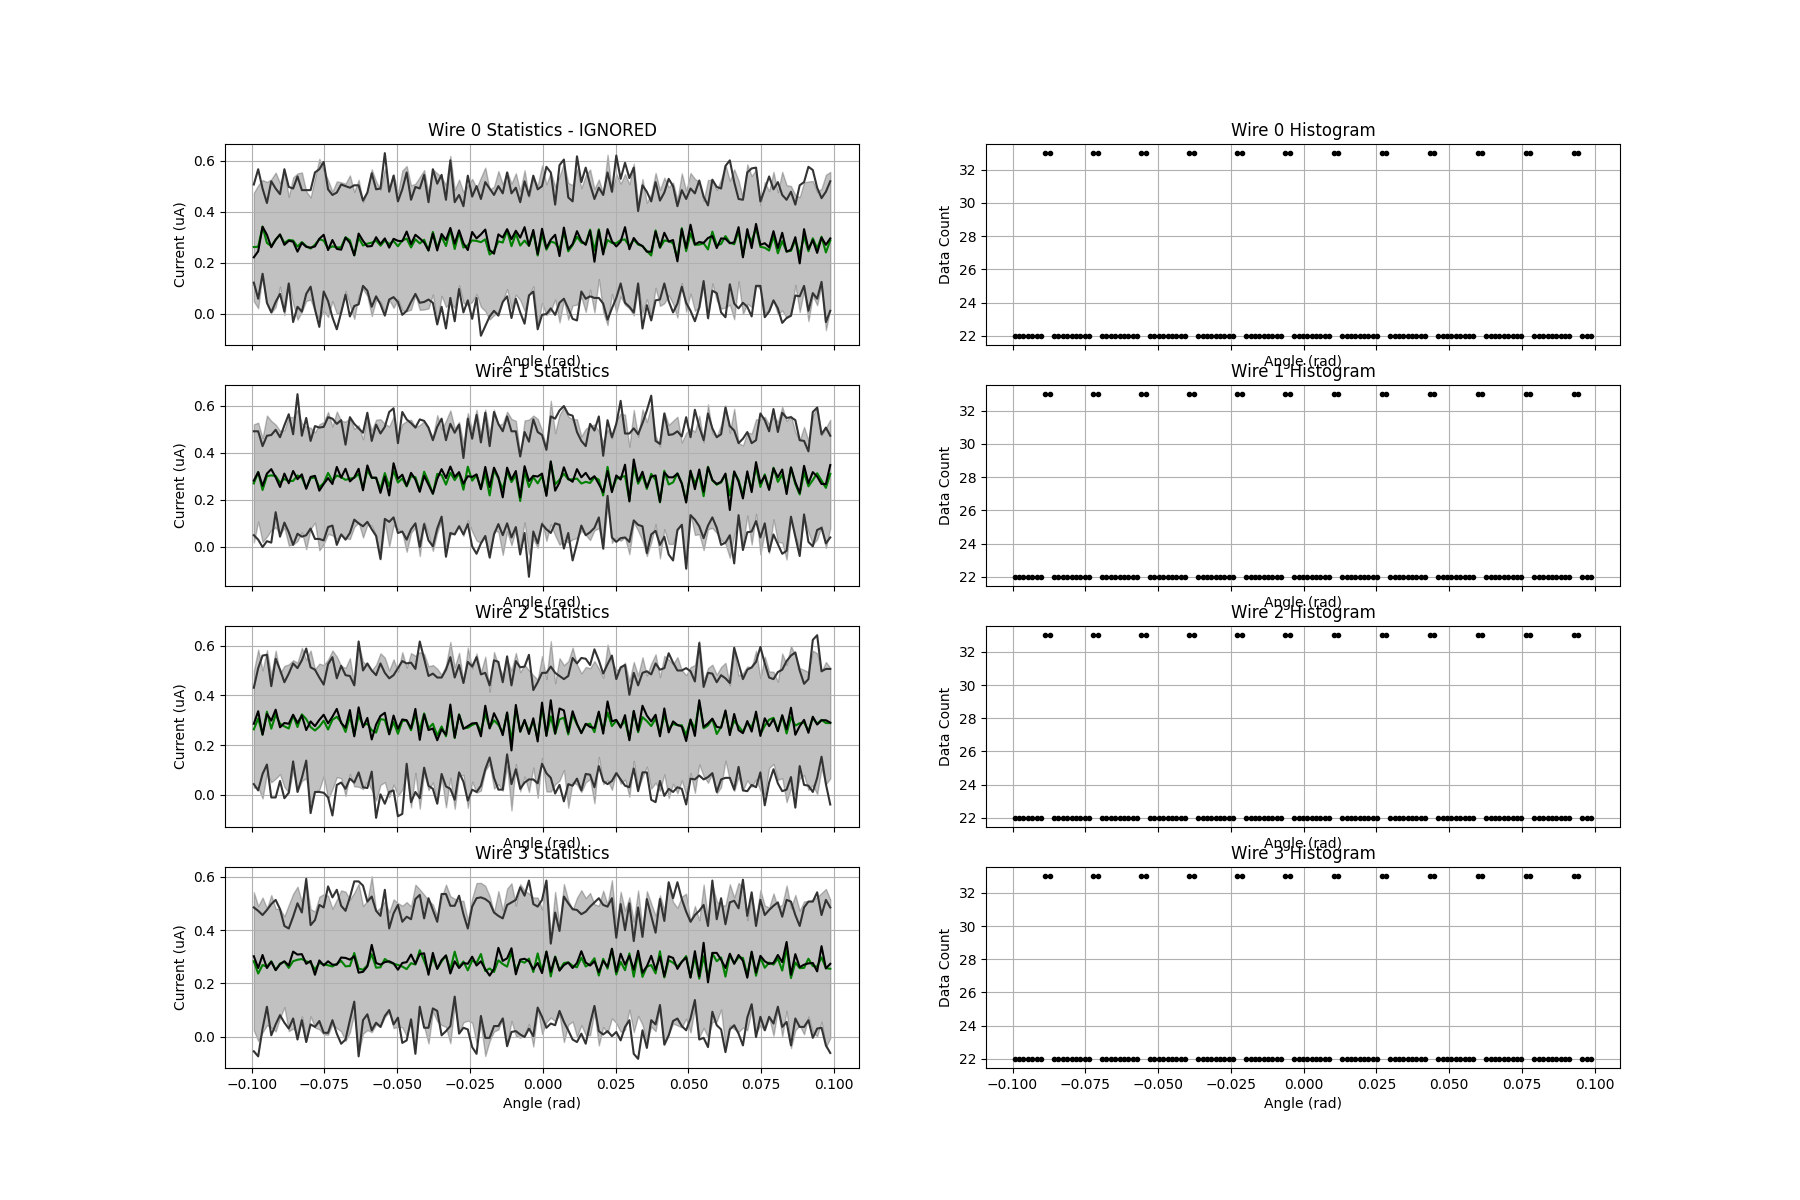 Wire 0 Statistics - IGNORED
Current (uA)
0.6
0.4
0.2
0.0
Angle (rad)
Wire 0 Histogram
Data Count
32
30
28
26
24
22
Angle (rad)
Wire 1 Statistics
Current (uA)
0.6
0.4
0.2
0.0
Angle (rad)
Wire 1 Histogram
Data Count
32
30
28
26
24
22
Angle (rad)
Wire 2 Statistics
Current (uA)
0.6
0.4
0.2
0.0
Angle (rad)
Wire 2 Histogram
Data Count
32
30
28
26
24
22
Angle (rad)
Wire 3 Statistics
Current (uA)
0.6
0.4
0.2
0.0
−0.100 −0.075 −0.050 −0.025 0.000 0.025 0.050 0.075 0.100
Angle (rad)
Wire 3 Histogram
Data Count
32
30
28
26
24
22
−0.100 −0.075 −0.050 −0.025 0.000 0.025 0.050 0.075 0.100
Angle (rad)